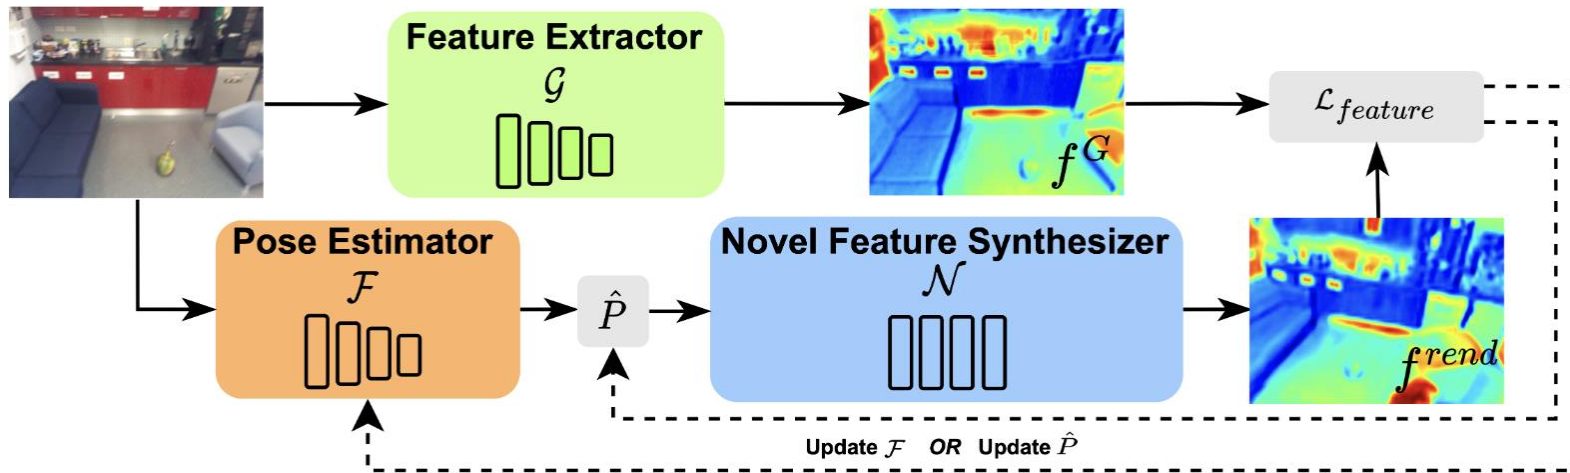 Feature Extractor
𝒢
f^G
ℒ_feature
Pose Estimator
ℱ
P̂
Novel Feature Synthesizer
𝒩
f^rend
Update ℱ OR Update P̂